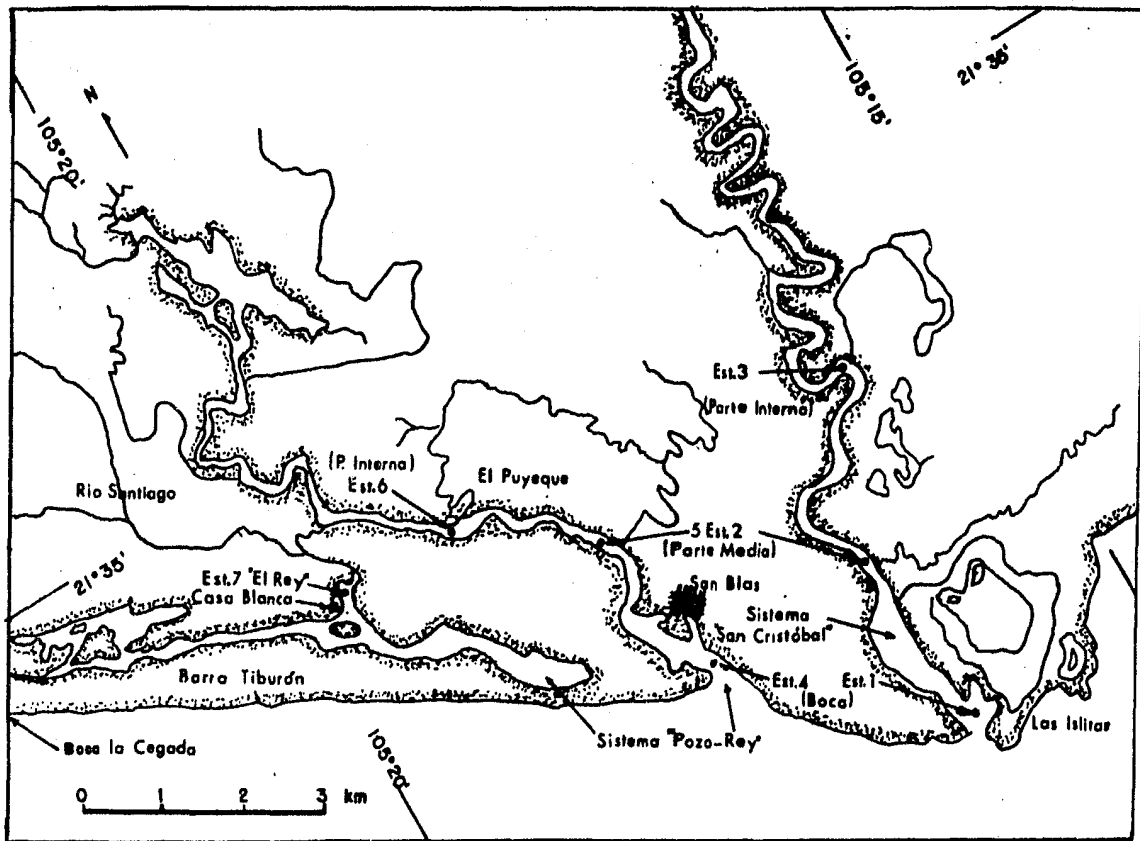 105°15'
21° 35'
N
105°20'
Est.3
(Parte Interna)
(P. Interna)
Est.6
El Puyeque
Rio Santiago
5 Est.2
(Parte Media)
21°35'
Est.7 "El Rey"
Casa Blanca
San Blas
Sistema
"San Cristóbal"
Barra Tiburón
Est.4
(Boca)
Est.1
Las Islitas
Sistema "Pozo-Rey"
Boca la Cegada
105°20'
0 1 2 3 km